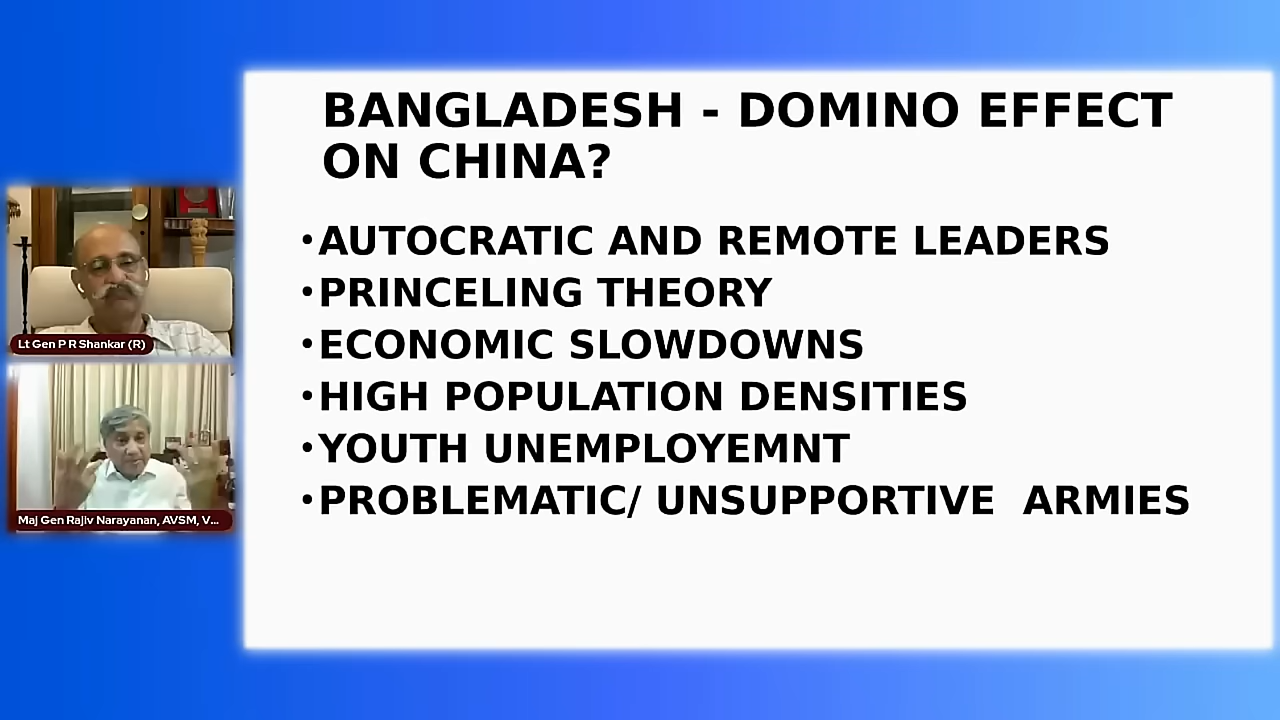 BANGLADESH - DOMINO EFFECT
ON CHINA?
•AUTOCRATIC AND REMOTE LEADERS
•PRINCELING THEORY
•ECONOMIC SLOWDOWNS
•HIGH POPULATION DENSITIES
•YOUTH UNEMPLOYEMNT
•PROBLEMATIC/ UNSUPPORTIVE  ARMIES
Lt Gen P R Shankar (R)
Maj Gen Rajiv Narayanan, AVSM, V...